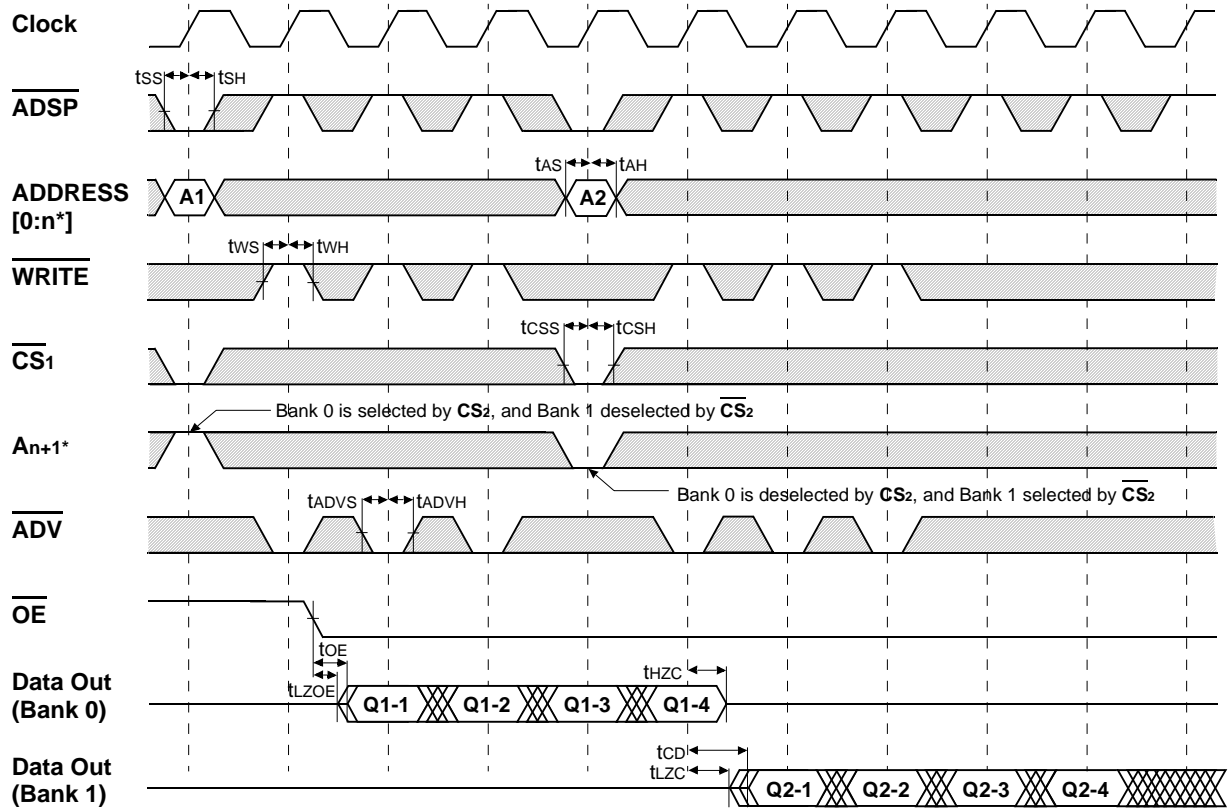 Clock
tSS tSH
ADSP
tAS tAH
ADDRESS
[0:n*]
A1 A2
tWS tWH
WRITE
tCSS tCSH
CS1
Bank 0 is selected by CS2, and Bank 1 deselected by CS2
An+1*
Bank 0 is deselected by CS2, and Bank 1 selected by CS2
tADVS tADVH
ADV
OE
tOE
tHZC
tLZOE
Data Out
(Bank 0)
Q1-1 Q1-2 Q1-3 Q1-4
tCD
tLZC
Data Out
(Bank 1)
Q2-1 Q2-2 Q2-3 Q2-4